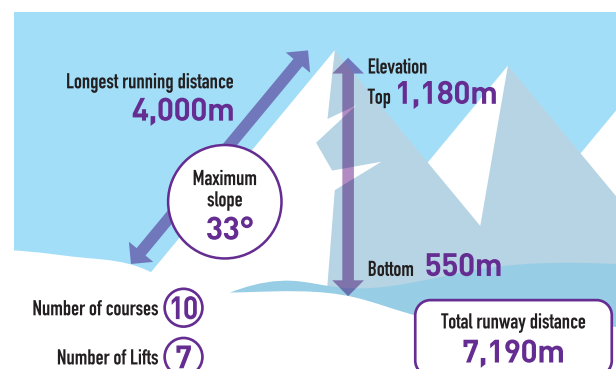 Longest running distance
4,000m
Elevation
Top 1,180m
Maximum
slope
33°
Bottom 550m
Number of courses 10
Number of Lifts 7
Total runway distance
7,190m